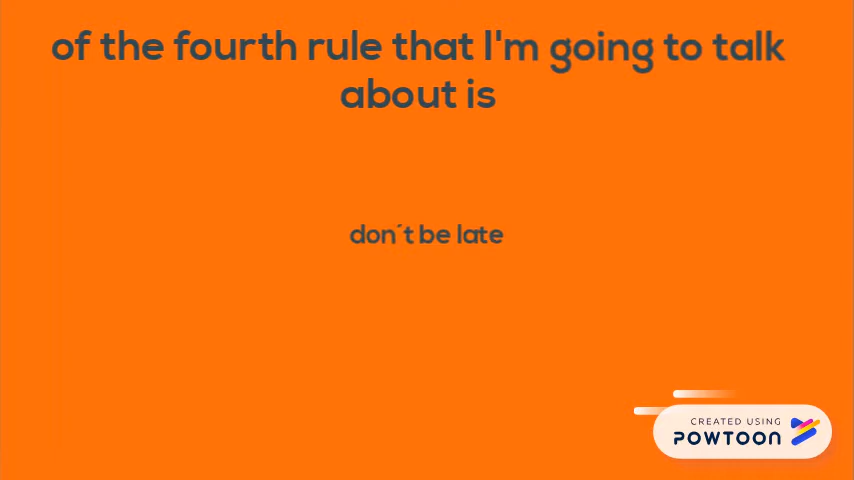 of the fourth rule that I'm going to talk
about is
don´t be late
CREATED USING
POWTOON